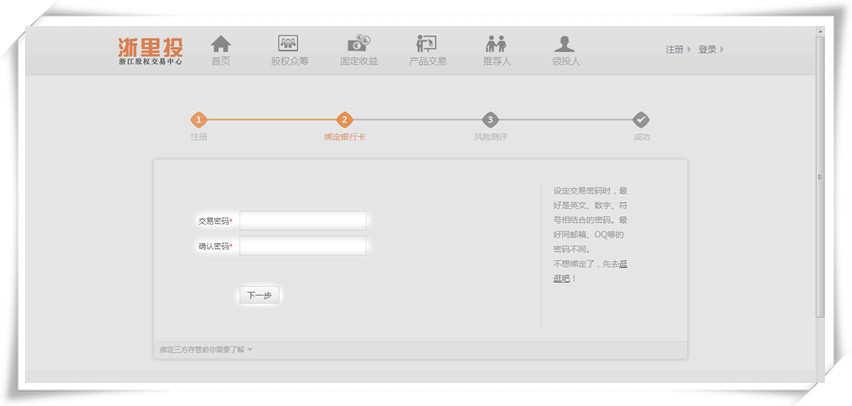 浙里投
浙江股权交易中心
首页
股权众筹
固定收益
产品交易
推荐人
领投人
注册
登录
1
2
3
注册
绑定银行卡
风险测评
成功
交易密码*
确认密码*
下一步
设定交易密码时，最
好是英文、数字、符
号相结合的密码。最
好同邮箱、QQ等的
密码不同。
不想绑定了，先去逛
逛吧！
绑定三方存管前你需要了解